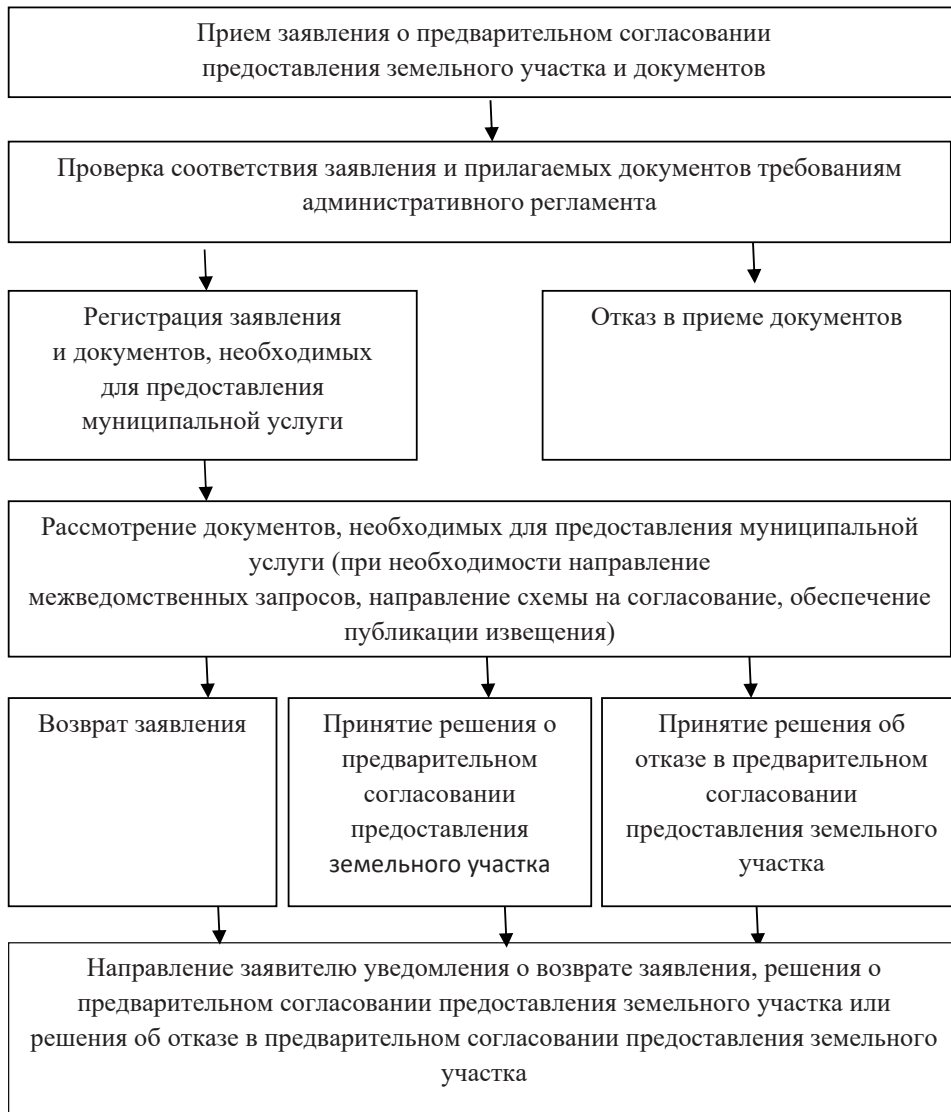 Прием заявления о предварительном согласовании
предоставления земельного участка и документов
Проверка соответствия заявления и прилагаемых документов требованиям
административного регламента
Регистрация заявления
и документов, необходимых
для предоставления
муниципальной услуги
Отказ в приеме документов
Рассмотрение документов, необходимых для предоставления муниципальной
услуги (при необходимости направление
межведомственных запросов, направление схемы на согласование, обеспечение
публикации извещения)
Возврат заявления
Принятие решения о
предварительном
согласовании
предоставления
земельного участка
Принятие решения об
отказе в предварительном
согласовании
предоставления земельного
участка
Направление заявителю уведомления о возврате заявления, решения о
предварительном согласовании предоставления земельного участка или
решения об отказе в предварительном согласовании предоставления земельного
участка